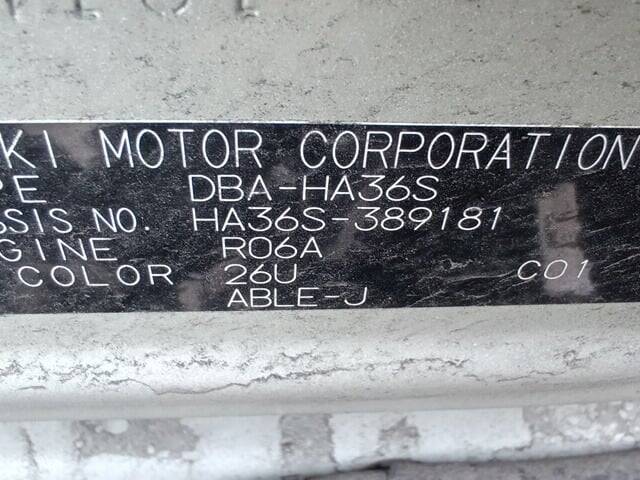 KI MOTOR CORPORATION
PE DBA-HA36S
SSIS NO. HA36S-389181
GINE R06A
COLOR 26U C01
ABLE-J